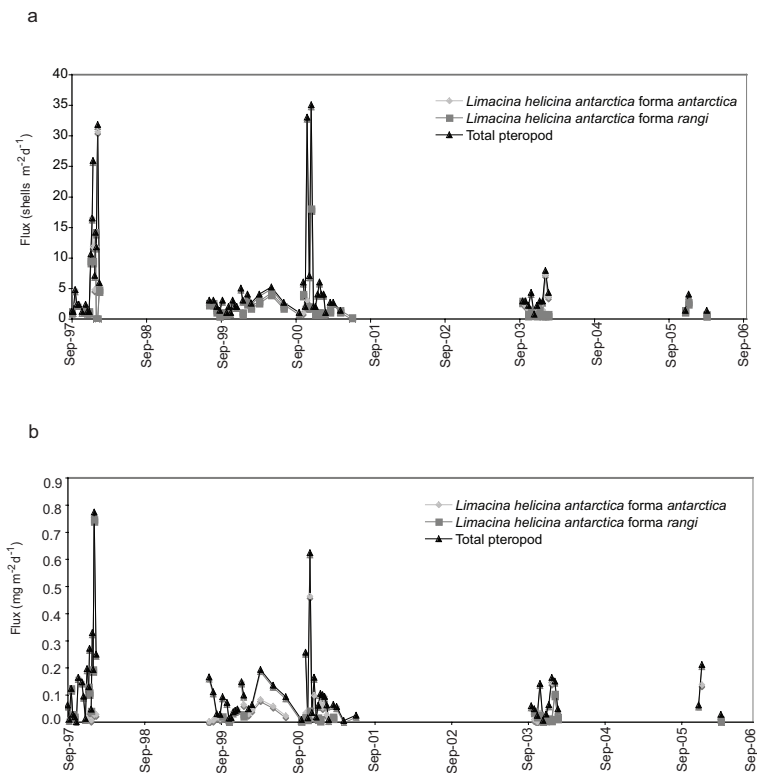 a
40
35
30
25
20
15
10
5
0
Flux (shells m-2d-1)
Limacina helicina antarctica forma antarctica
Limacina helicina antarctica forma rangi
Total pteropod
Sep-97
Sep-98
Sep-99
Sep-00
Sep-01
Sep-02
Sep-03
Sep-04
Sep-05
Sep-06
b
0.9
0.8
0.7
0.6
0.5
0.4
0.3
0.2
0.1
0.0
Flux (mg m-2d-1)
Limacina helicina antarctica forma antarctica
Limacina helicina antarctica forma rangi
Total pteropod
Sep-97
Sep-98
Sep-99
Sep-00
Sep-01
Sep-02
Sep-03
Sep-04
Sep-05
Sep-06